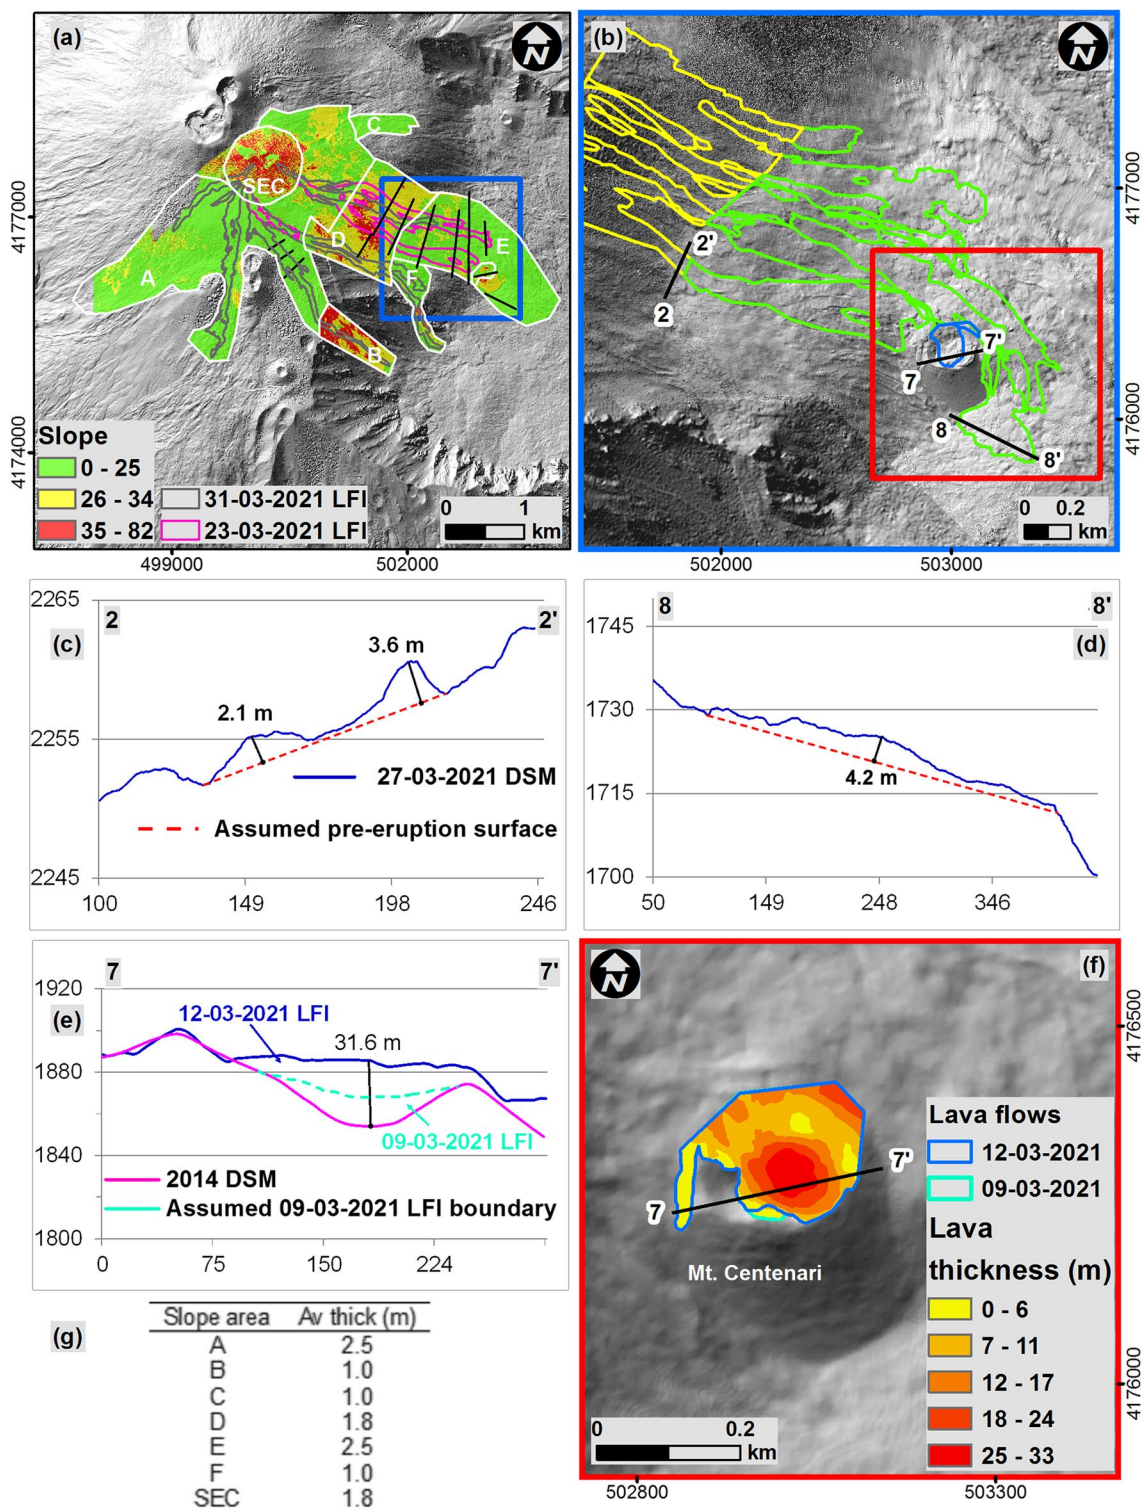 (a)
N
C
SEC
D
E
A
F
B
Slope
0 - 25
26 - 34
35 - 82
31-03-2021 LFI
23-03-2021 LFI
0 1
km
4177000
4174000
499000 502000
(b)
N
2'
2
7'
7
8
8'
0 0.2
km
4177000
4176000
502000 503000
2265
2255
2245
(c)
2 2'
3.6 m
2.1 m
27-03-2021 DSM
Assumed pre-eruption surface
100 149 198 246
8 8'
(d)
1745
1730
1715
1700
4.2 m
50 149 248 346
7 7'
(e)
1920
1880
1840
1800
12-03-2021 LFI
31.6 m
09-03-2021 LFI
2014 DSM
Assumed 09-03-2021 LFI boundary
0 75 150 224
(f)
N
7'
7
Mt. Centenari
Lava flows
12-03-2021
09-03-2021
Lava
thickness (m)
0 - 6
7 - 11
12 - 17
18 - 24
25 - 33
0 0.2
km
4176500
4176000
502800 503300
(g)
Slope area Av thick (m)
A 2.5
B 1.0
C 1.0
D 1.8
E 2.5
F 1.0
SEC 1.8